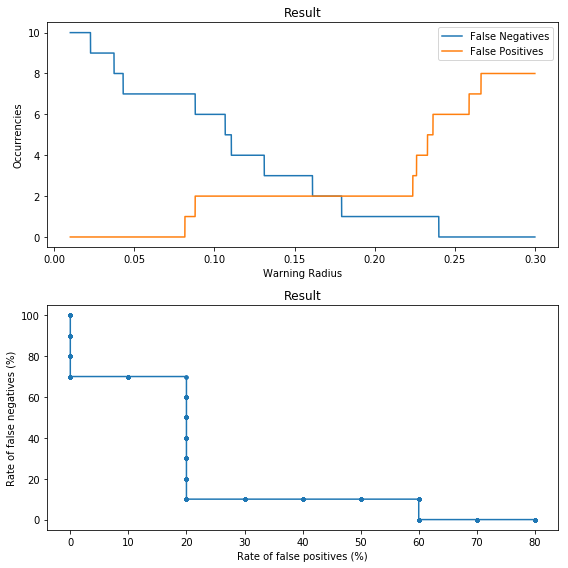 Result
10
8
6
4
2
0
Occurrencies
False Negatives
False Positives
0.00 0.05 0.10 0.15 0.20 0.25 0.30
Warning Radius
Result
100
80
60
40
20
0
Rate of false negatives (%)
0 10 20 30 40 50 60 70 80
Rate of false positives (%)